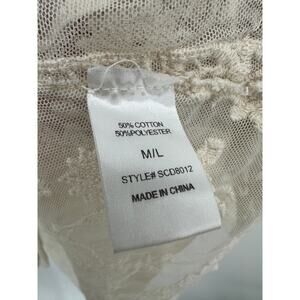 50% COTTON
50%POLYESTER
M/L
STYLE# SCD8012
MADE IN CHINA